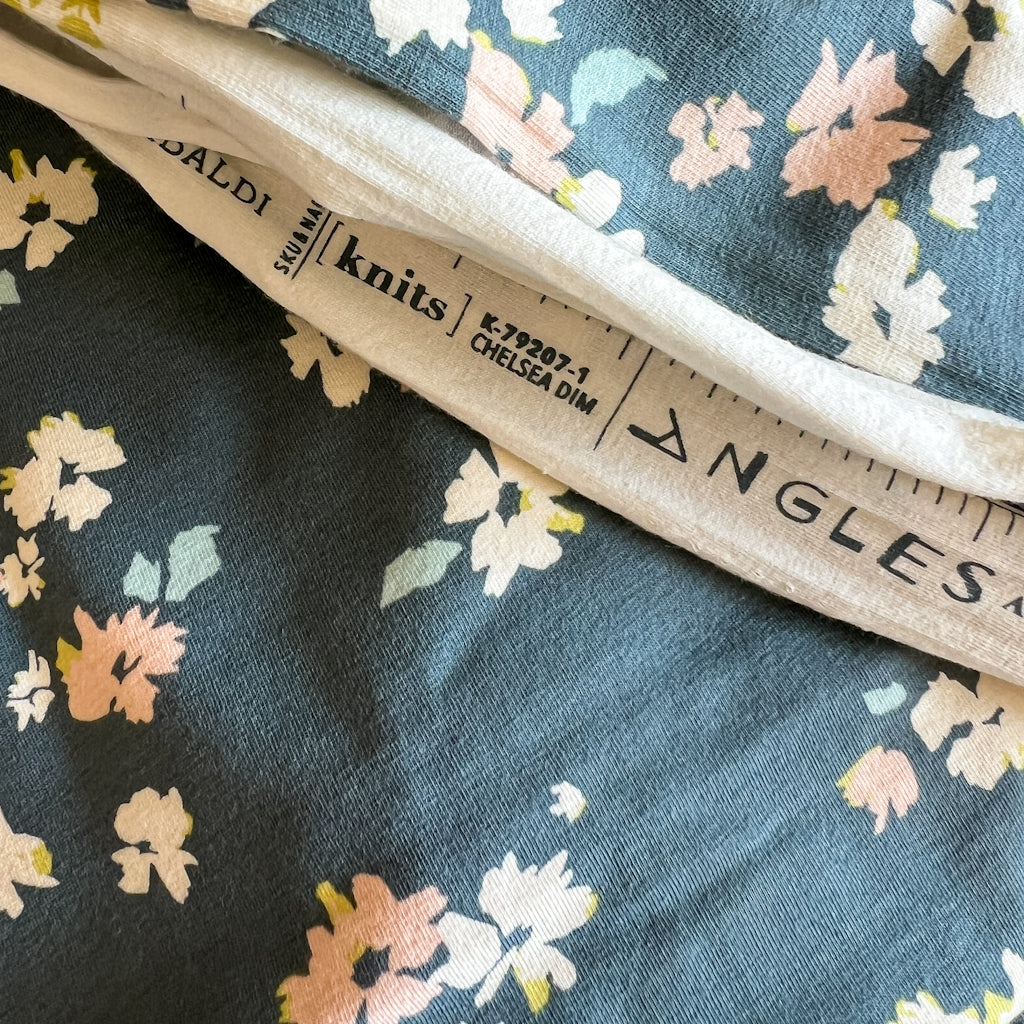 BALDI
SKU & NA
[knits]
K-79207-1
CHELSEA DIM
ANGLES